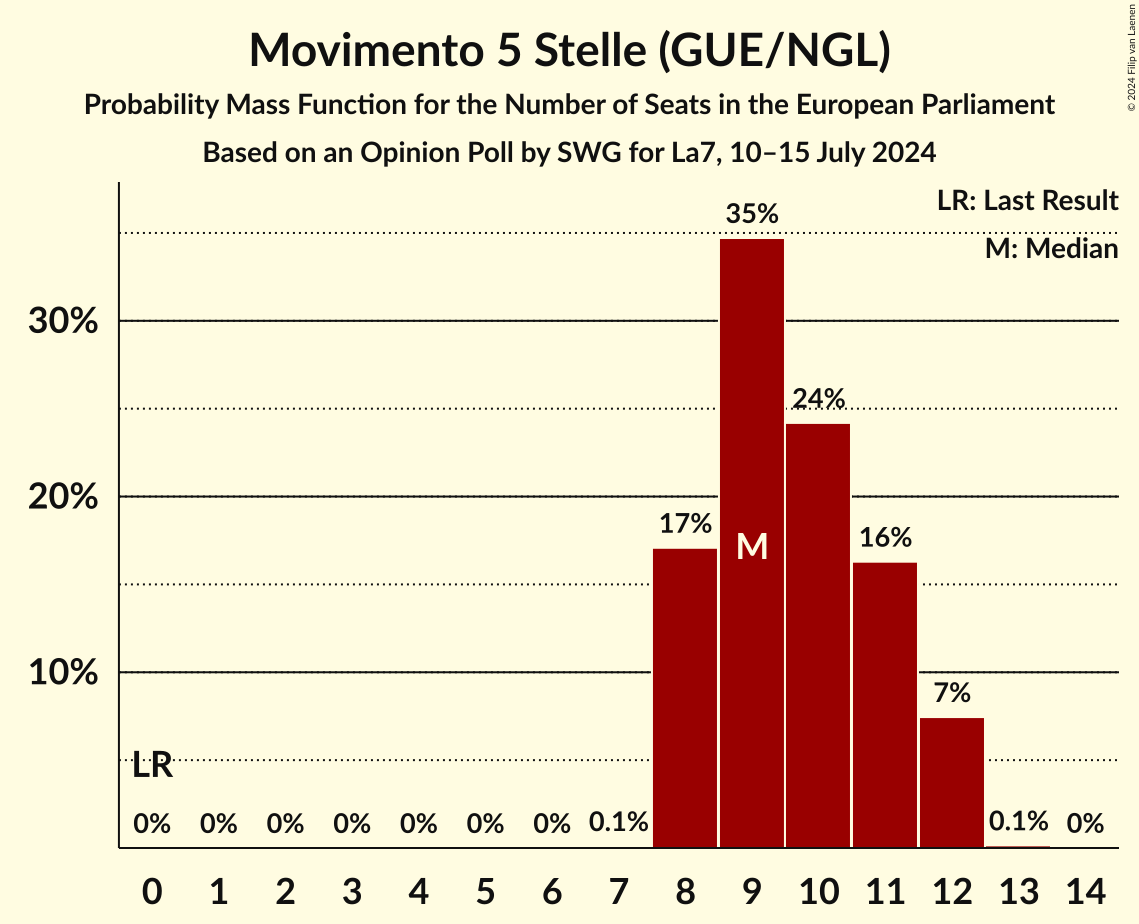 Movimento 5 Stelle (GUE/NGL)
Probability Mass Function for the Number of Seats in the European Parliament
Based on an Opinion Poll by SWG for La7, 10–15 July 2024
© 2024 Filip van Laenen
LR: Last Result
M: Median
30%
20%
10%
35%
24%
17%
M
16%
7%
LR
0% 0% 0% 0% 0% 0% 0% 0.1% 0.1% 0%
0 1 2 3 4 5 6 7 8 9 10 11 12 13 14